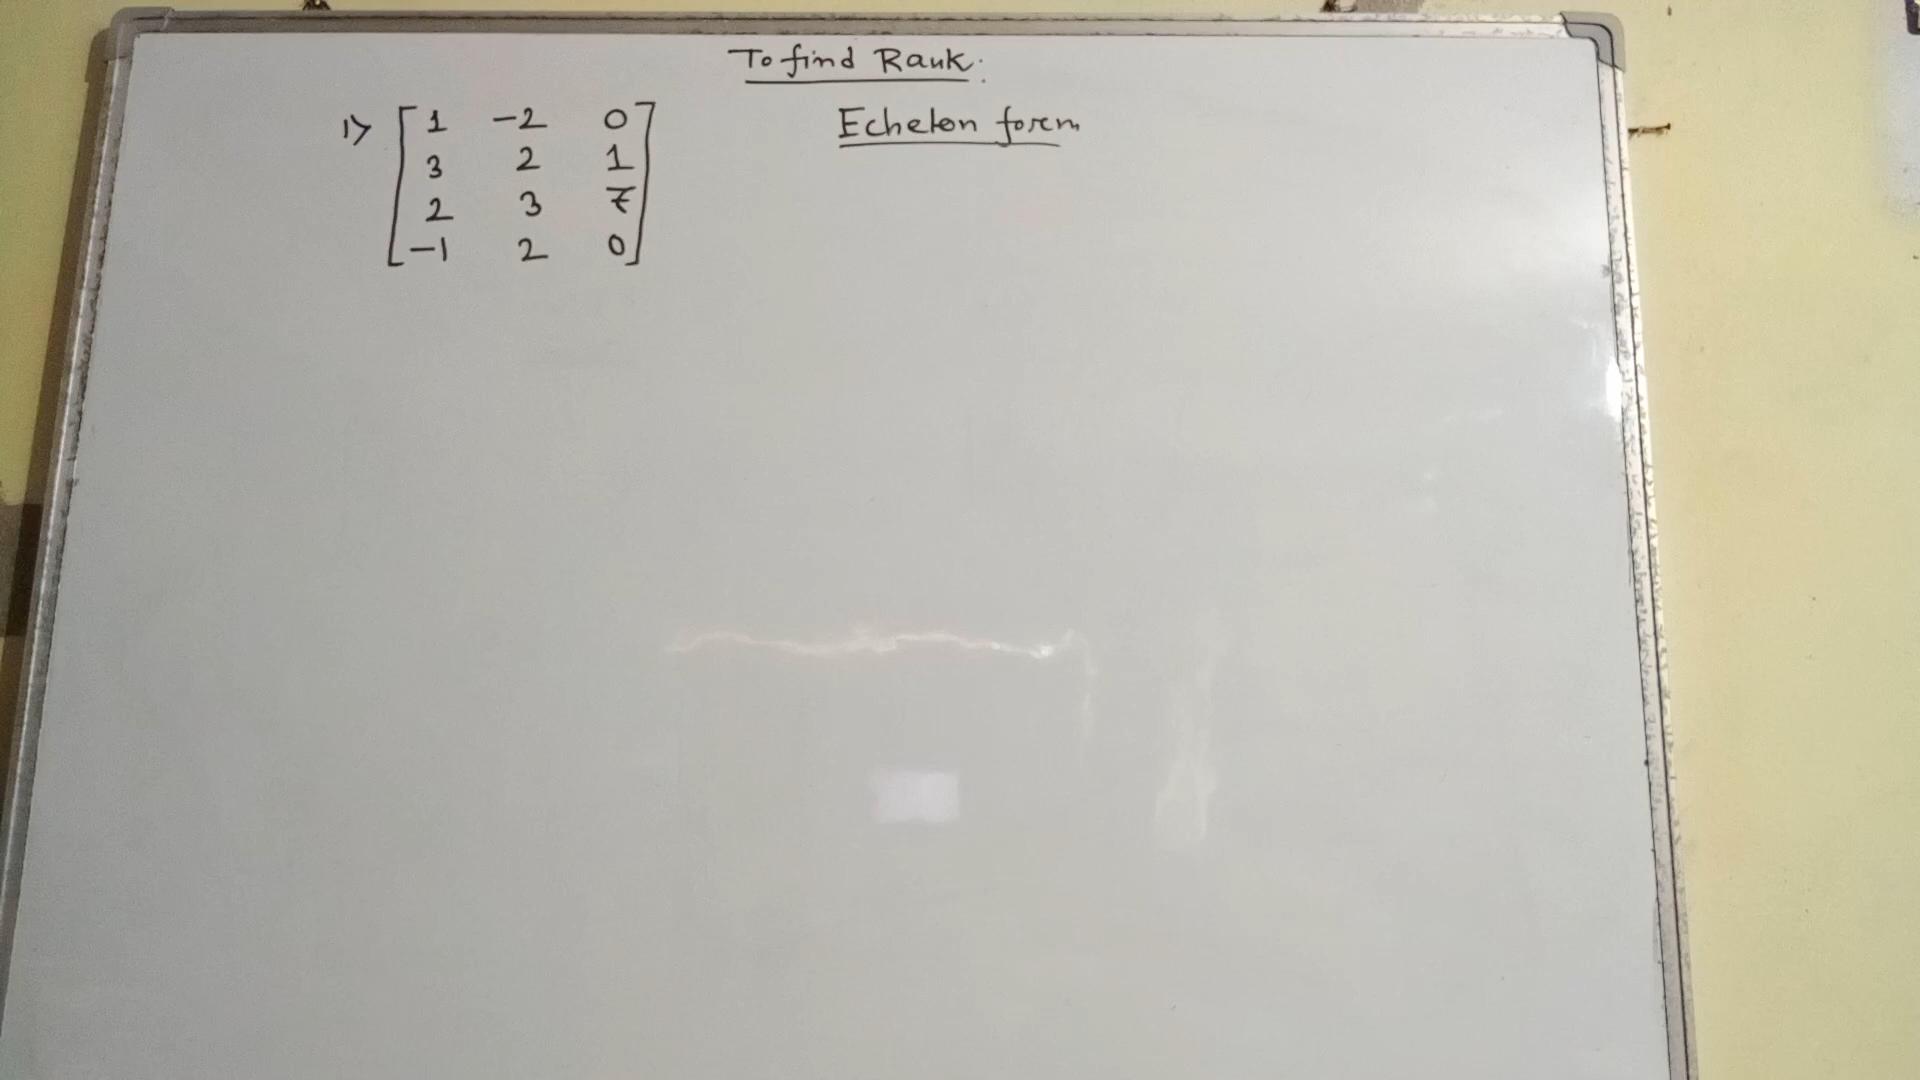 To find Rank.
1> [ 1 -2 0 ] Echelon form
3 2 1
2 3 7
-1 2 0